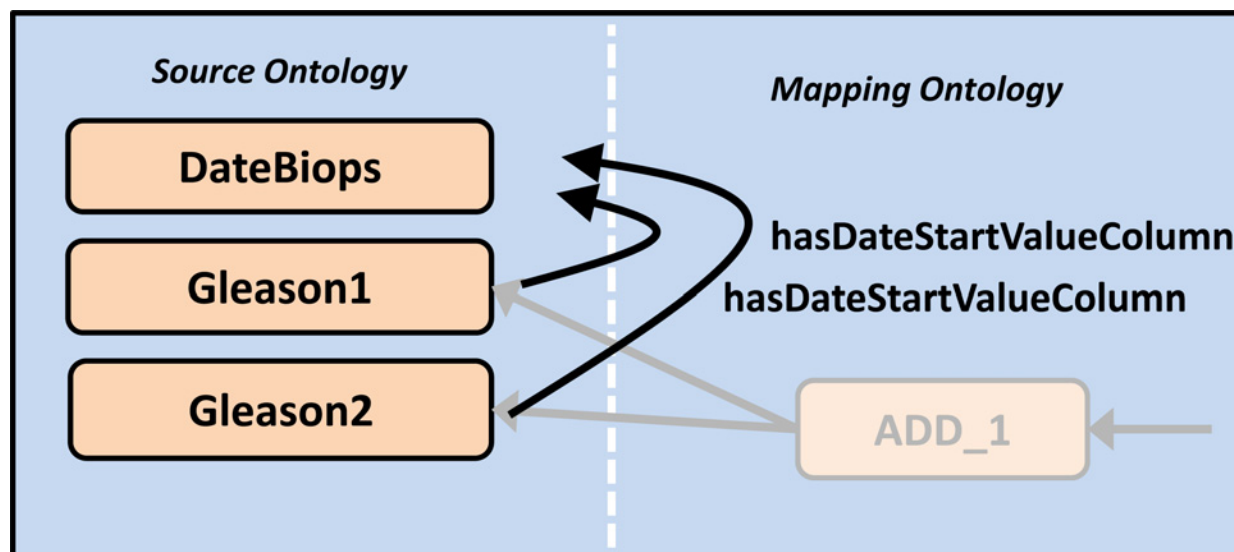 Source Ontology
Mapping Ontology
DateBiops
hasDateStartValueColumn
Gleason1
hasDateStartValueColumn
Gleason2
ADD_1